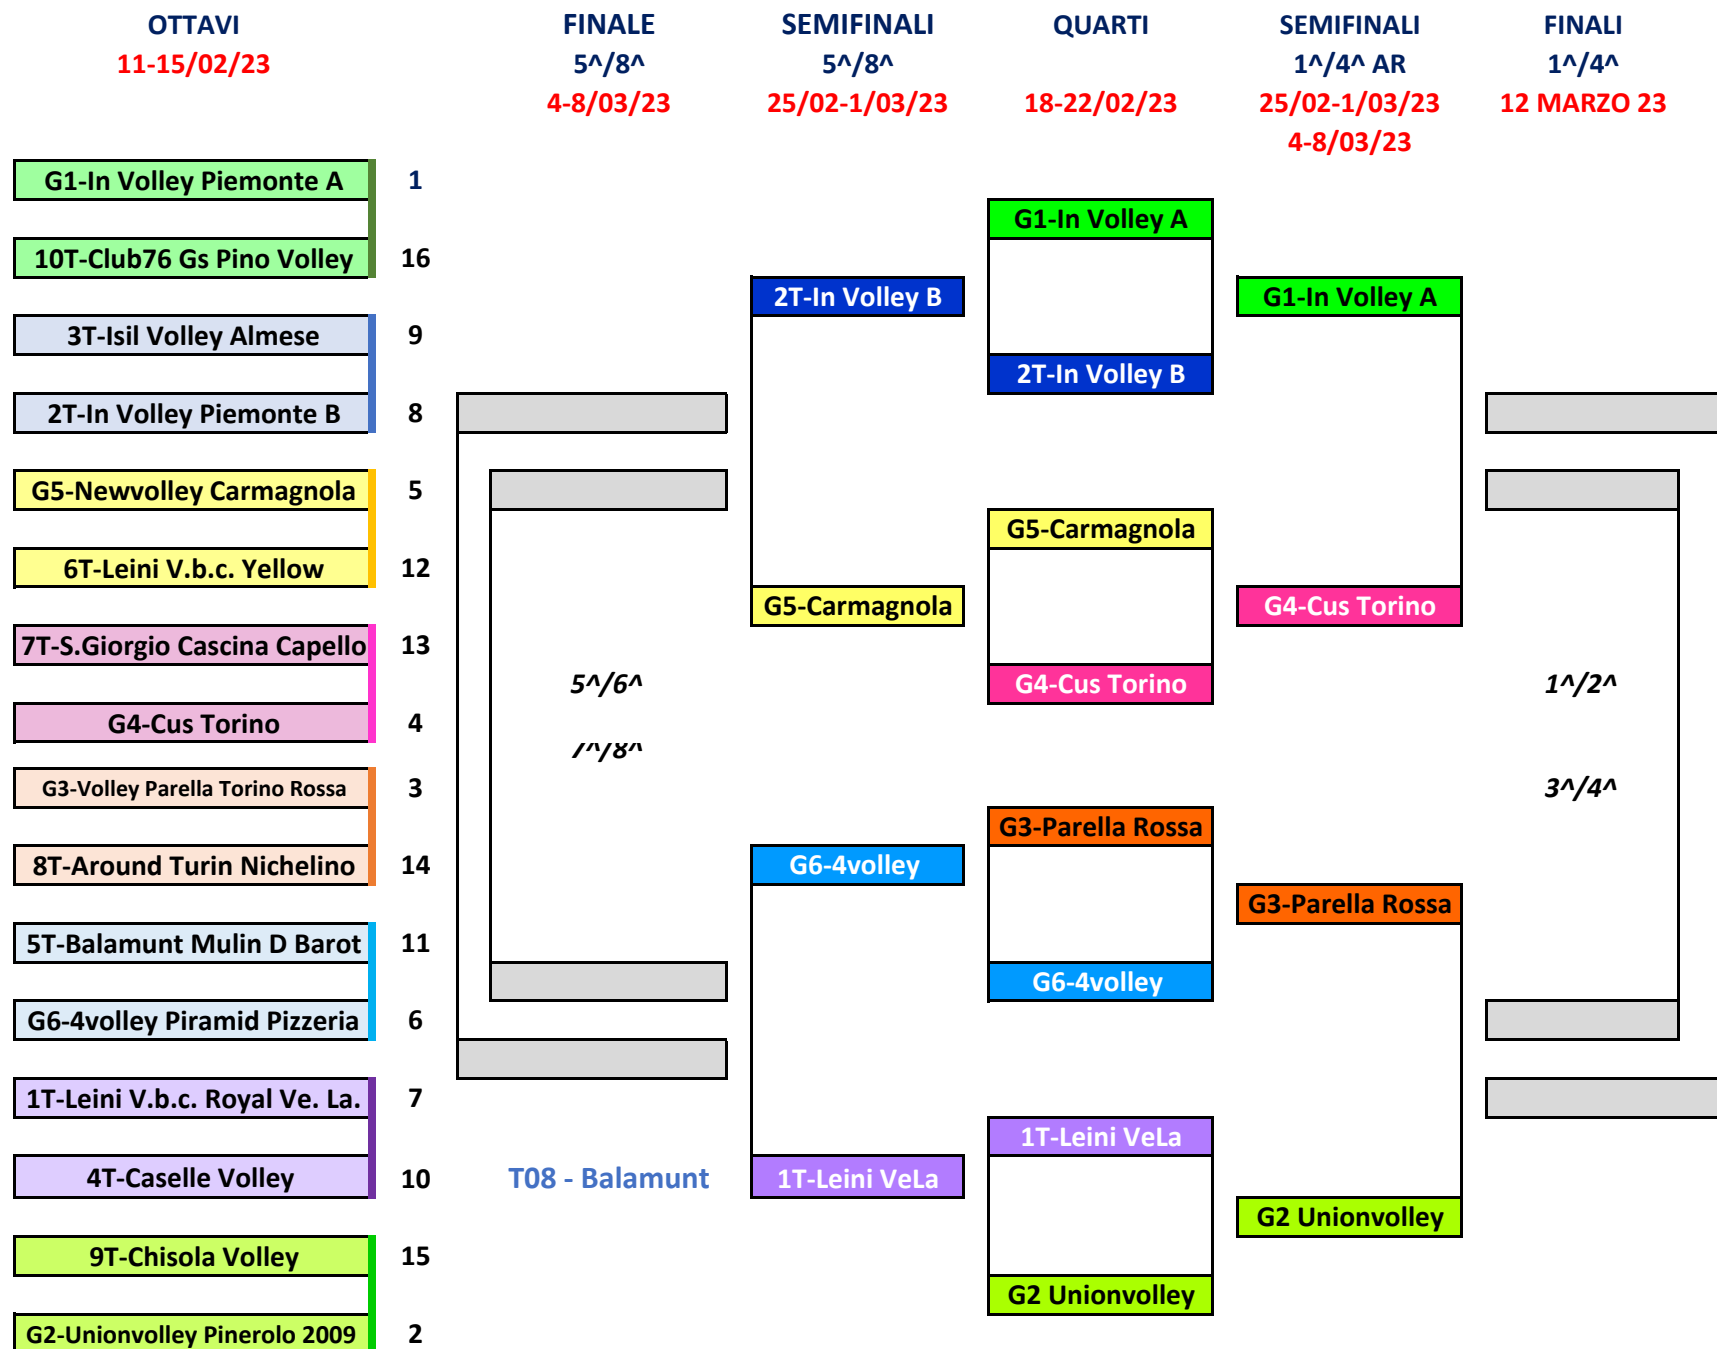 OTTAVI FINALE SEMIFINALI QUARTI SEMIFINALI FINALI
11-15/02/23 5^/8^ 5^/8^ 1^/4^ AR 1^/4^
4-8/03/23 25/02-1/03/23 18-22/02/23 25/02-1/03/23 12 MARZO 23
4-8/03/23
G1-In Volley Piemonte A 1
G1-In Volley A
10T-Club76 Gs Pino Volley 16
2T-In Volley B G1-In Volley A
3T-Isil Volley Almese 9
2T-In Volley B
2T-In Volley Piemonte B 8
G5-Newvolley Carmagnola 5
G5-Carmagnola
6T-Leini V.b.c. Yellow 12
G5-Carmagnola G4-Cus Torino
7T-S.Giorgio Cascina Capello 13
5^/6^ G4-Cus Torino 1^/2^
G4-Cus Torino 4
7^/8^
G3-Volley Parella Torino Rossa 3 3^/4^
G3-Parella Rossa
8T-Around Turin Nichelino 14 G6-4volley
G3-Parella Rossa
5T-Balamunt Mulin D Barot 11
G6-4volley
G6-4volley Piramid Pizzeria 6
1T-Leini V.b.c. Royal Ve. La. 7
1T-Leini VeLa
4T-Caselle Volley 10 T08 - Balamunt 1T-Leini VeLa
G2 Unionvolley
9T-Chisola Volley 15
G2 Unionvolley
G2-Unionvolley Pinerolo 2009 2